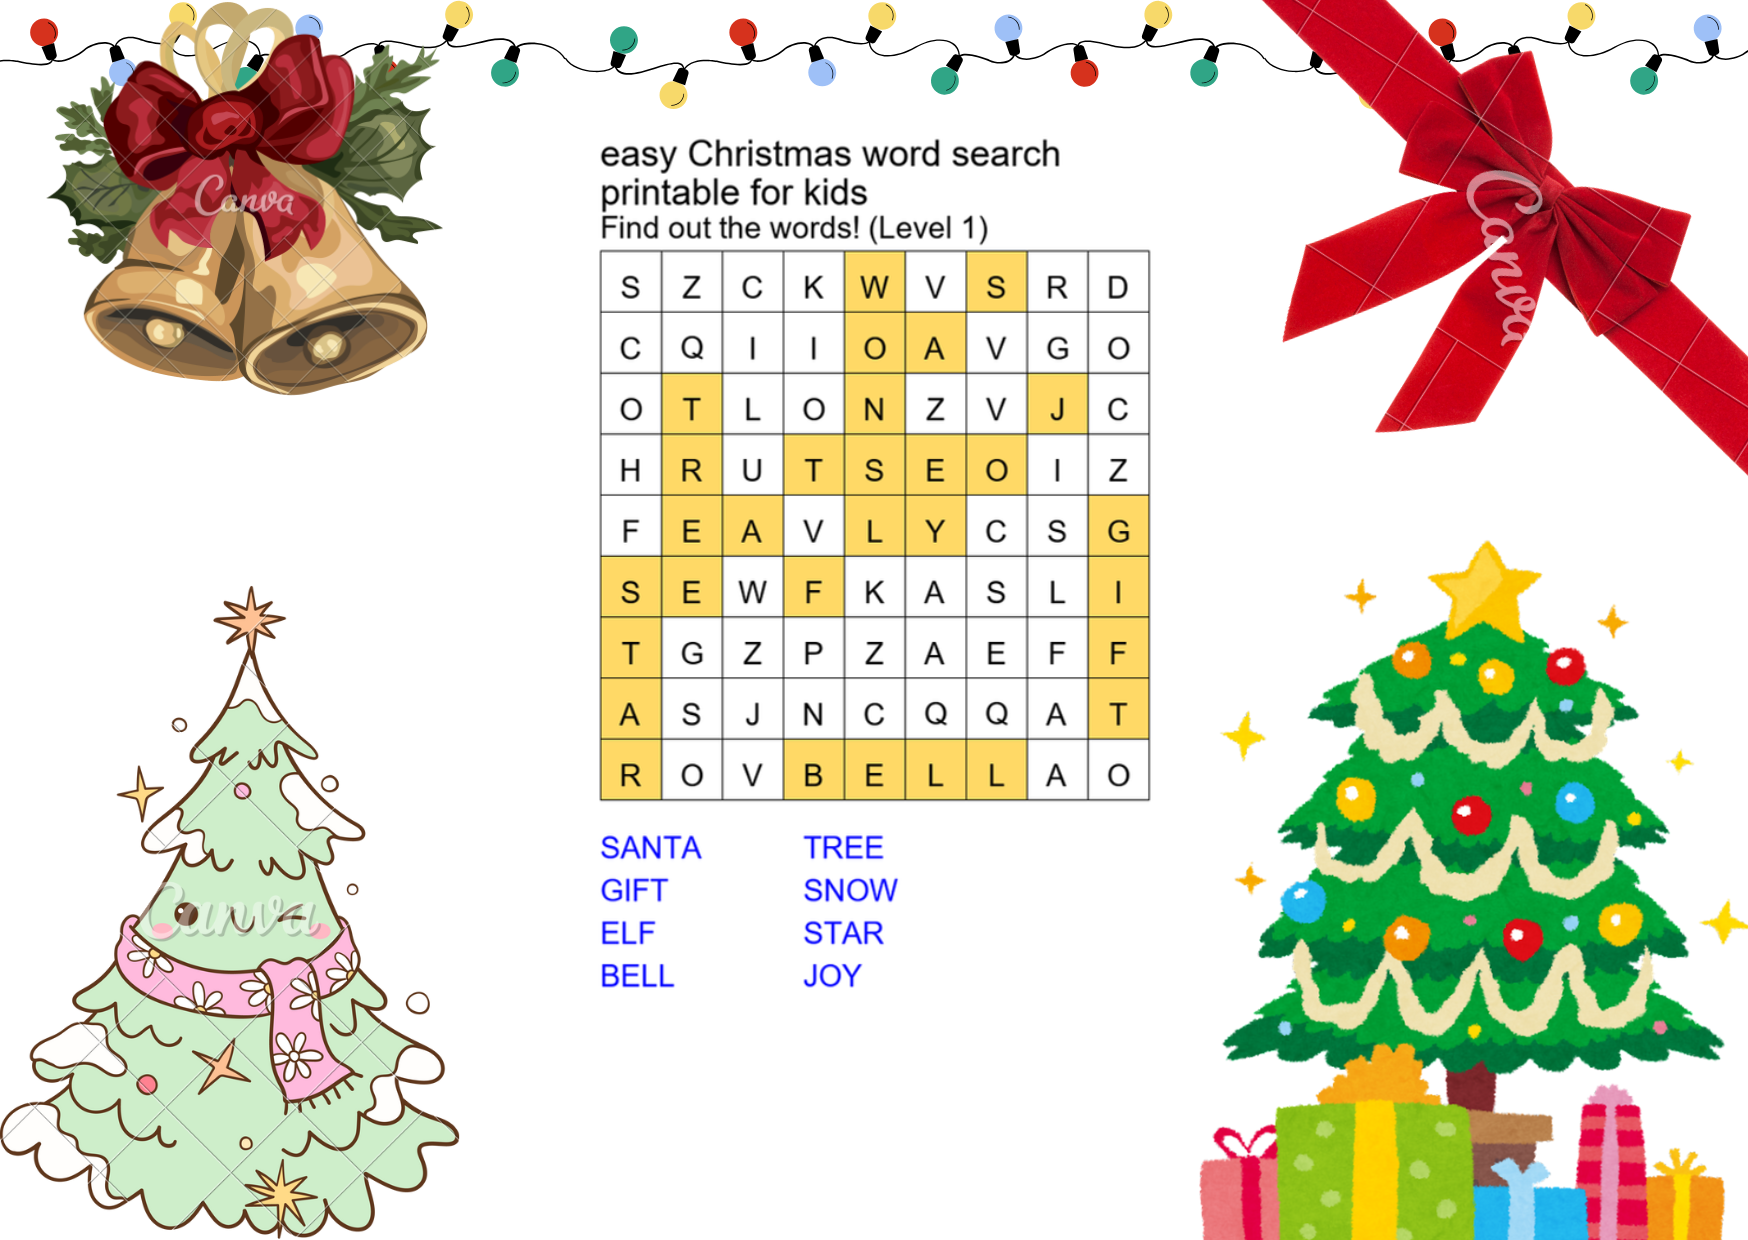 easy Christmas word search
printable for kids
Find out the words! (Level 1)
S Z C K W V S R D
C Q I I O A V G O
O T L O N Z V J C
H R U T S E O I Z
F E A V L Y C S G
S E W F K A S L I
T G Z P Z A E F F
A S J N C Q Q A T
R O V B E L L A O
SANTA TREE
GIFT SNOW
ELF STAR
BELL JOY
Canva
Canva
Canva